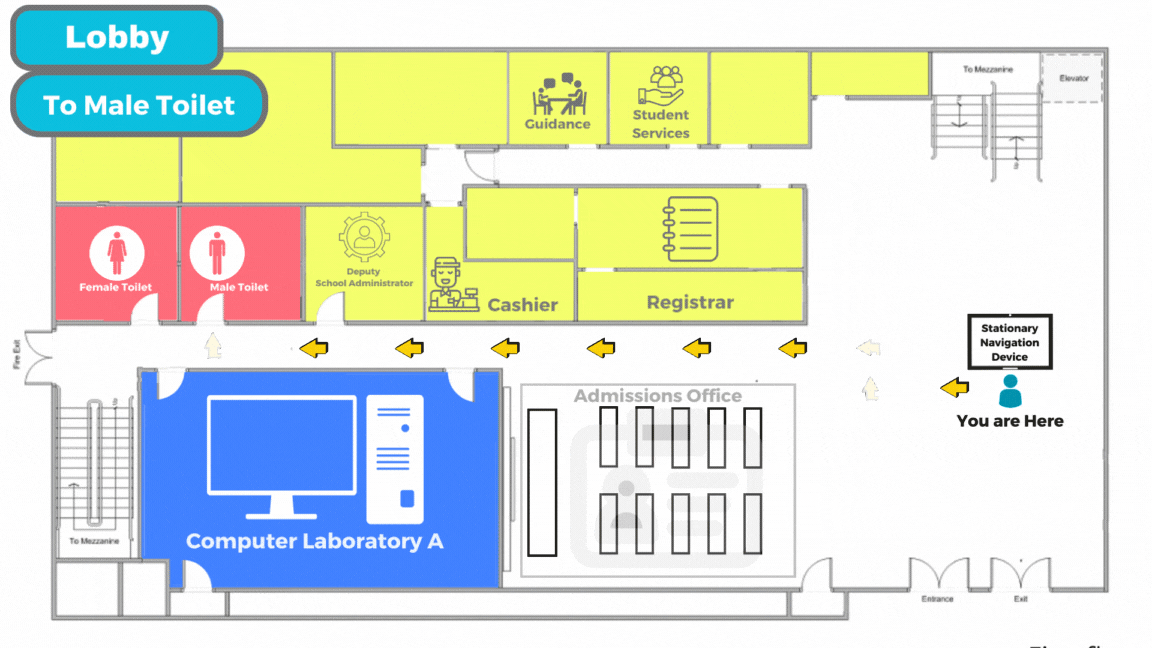 Lobby
To Male Toilet
Guidance
Student
Services
To Mezzanine
Elevator
Female Toilet
Male Toilet
Deputy
School Administrator
Cashier
Registrar
Stationary
Navigation
Device
You are Here
Fire Exit
Admissions Office
Computer Laboratory A
To Mezzanine
Entrance
Exit